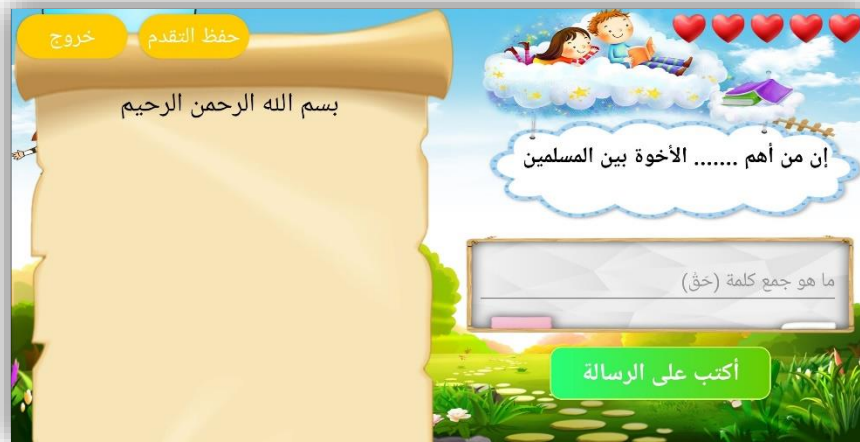 حفظ التقدم
خروج
بسم الله الرحمن الرحيم
إن من أهم ....... الأخوة بين المسلمين
ما هو جمع كلمة (حَقْ)
أكتب على الرسالة